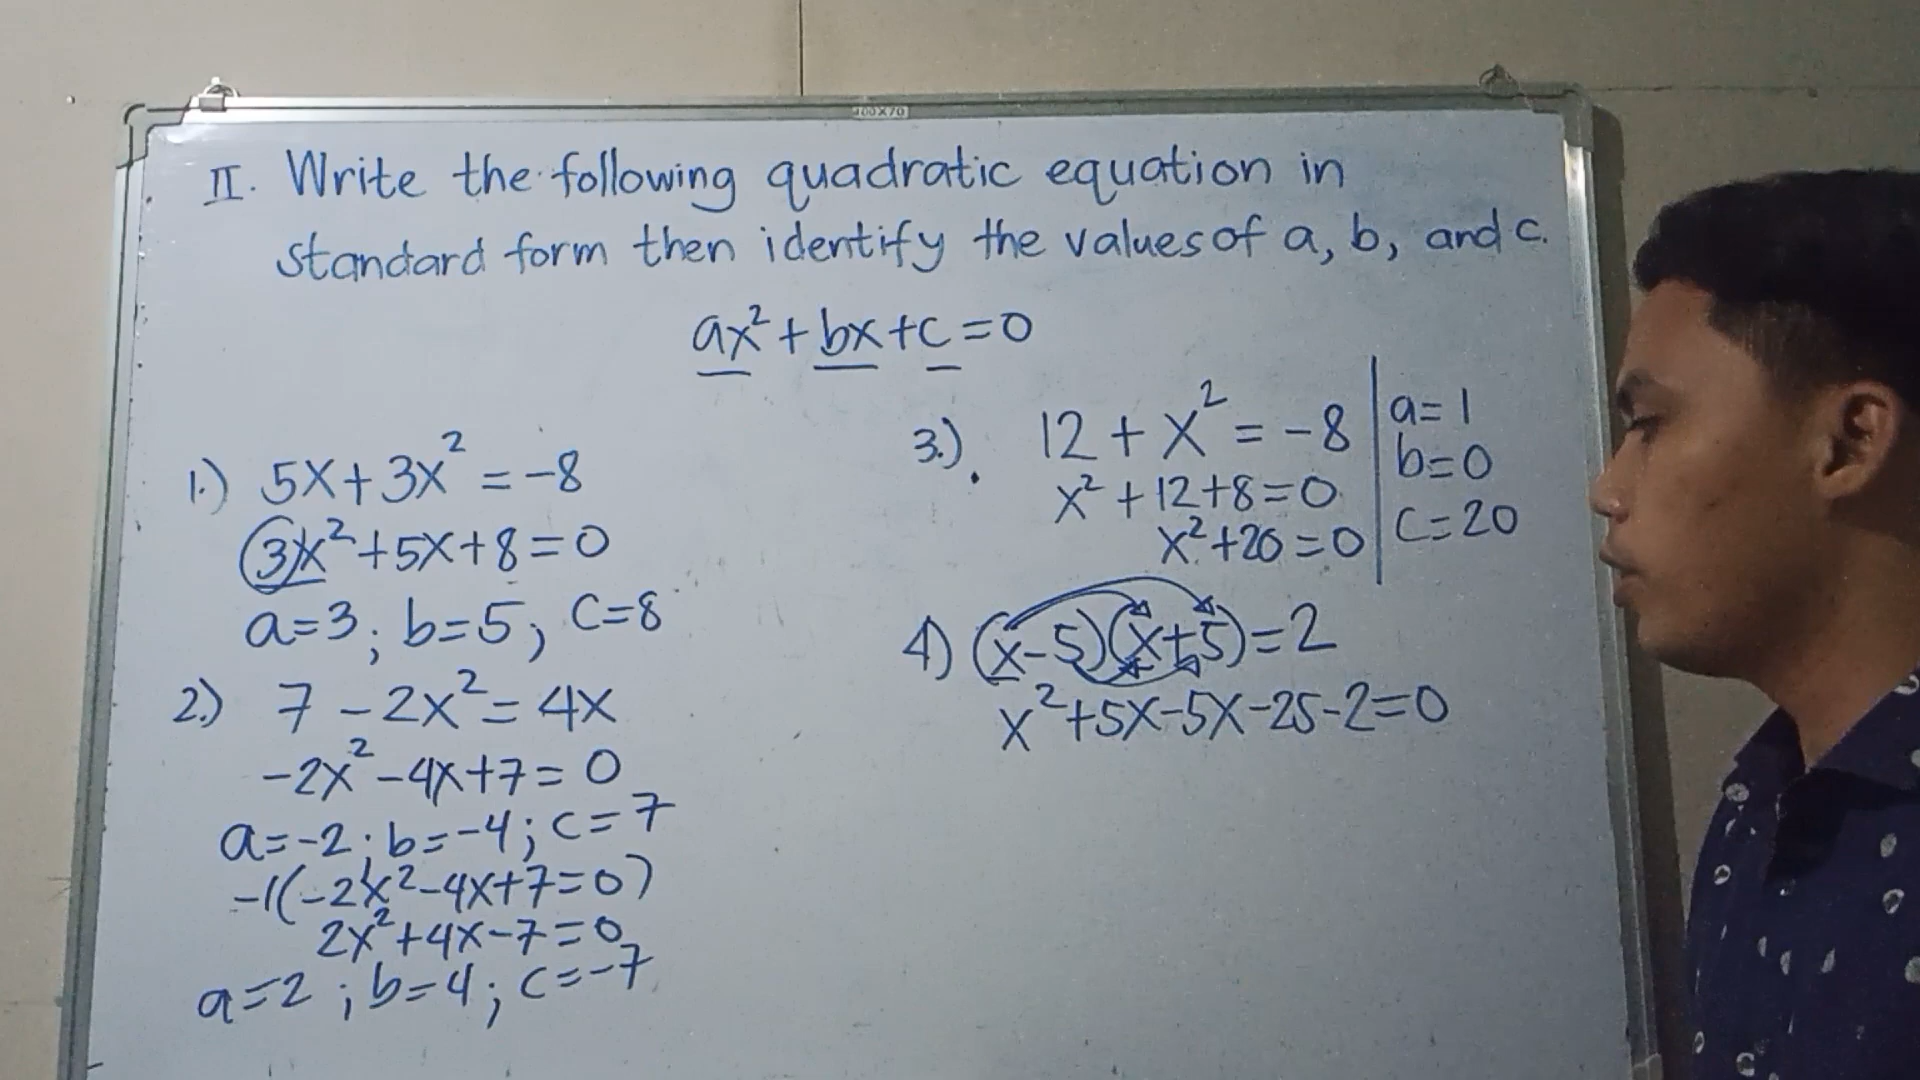 100X70
II. Write the following quadratic equation in
standard form then identify the values of a, b, and c.
ax²+bx+c=0
1.) 5x+3x²=-8
3x²+5x+8=0
a=3; b=5; c=8
2.) 7-2x²=4x
-2x²-4x+7=0
a=-2; b=-4; c=7
-1(-2x²-4x+7=0)
2x²+4x-7=0
a=2; b=4; c=-7
3.) 12+x²=-8
x²+12+8=0
x²+20=0
a=1
b=0
c=20
4) (x-5)(x+5)=2
x²+5x-5x-25-2=0